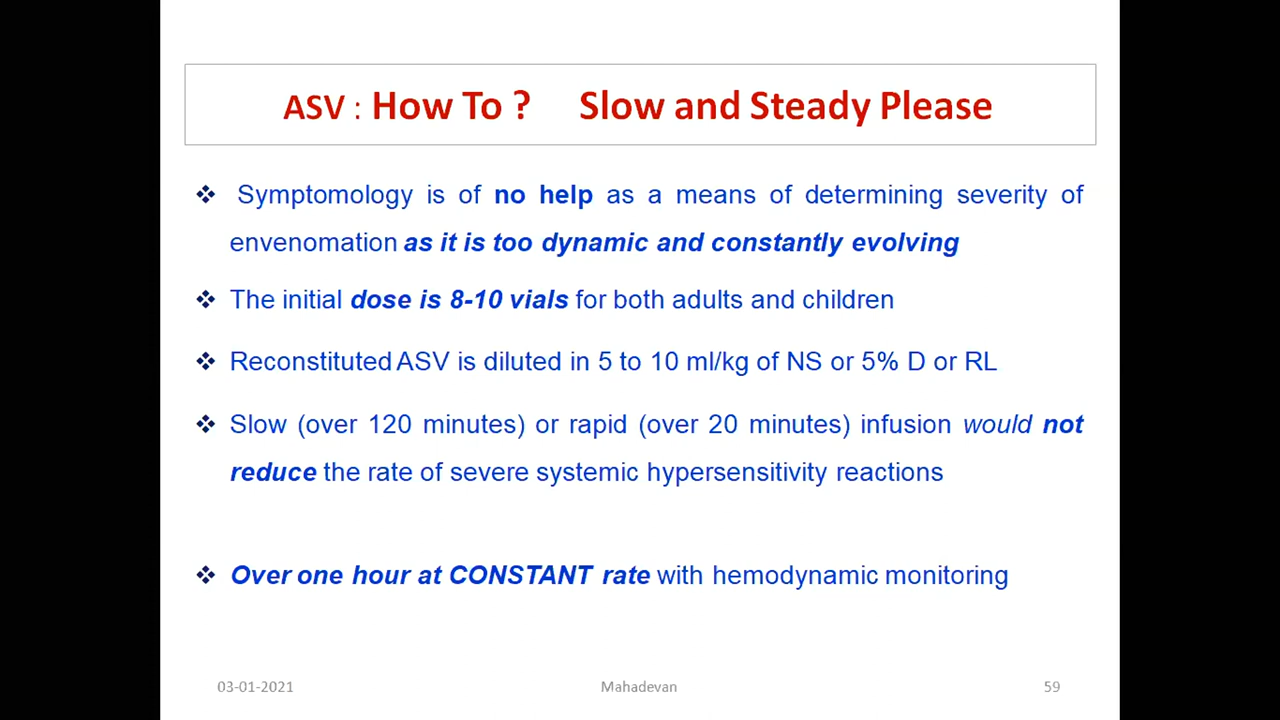 ASV : How To ? Slow and Steady Please
❖ Symptomology is of no help as a means of determining severity of
envenomation as it is too dynamic and constantly evolving
❖ The initial dose is 8-10 vials for both adults and children
❖ Reconstituted ASV is diluted in 5 to 10 ml/kg of NS or 5% D or RL
❖ Slow (over 120 minutes) or rapid (over 20 minutes) infusion would not
reduce the rate of severe systemic hypersensitivity reactions
❖ Over one hour at CONSTANT rate with hemodynamic monitoring
03-01-2021 Mahadevan 59